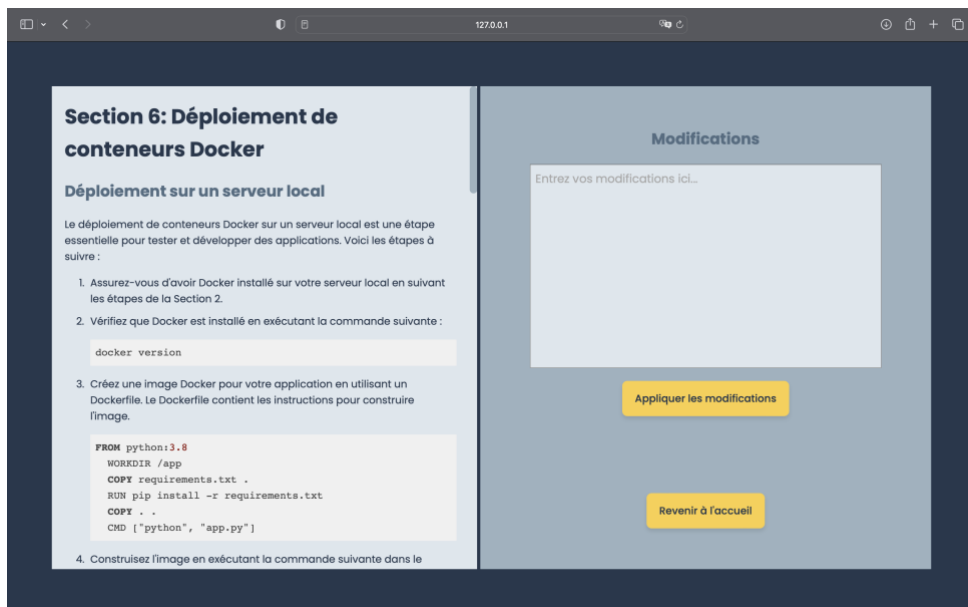 127.0.0.1
Section 6: Déploiement de
conteneurs Docker
Déploiement sur un serveur local
Le déploiement de conteneurs Docker sur un serveur local est une étape
essentielle pour tester et développer des applications. Voici les étapes à
suivre :
1. Assurez-vous d'avoir Docker installé sur votre serveur local en suivant
les étapes de la Section 2.
2. Vérifiez que Docker est installé en exécutant la commande suivante :
docker version
3. Créez une image Docker pour votre application en utilisant un
Dockerfile. Le Dockerfile contient les instructions pour construire
l'image.
FROM python:3.8
WORKDIR /app
COPY requirements.txt .
RUN pip install -r requirements.txt
COPY . .
CMD ["python", "app.py"]
4. Construisez l'image en exécutant la commande suivante dans le
Modifications
Entrez vos modifications ici...
Appliquer les modifications
Revenir à l'accueil